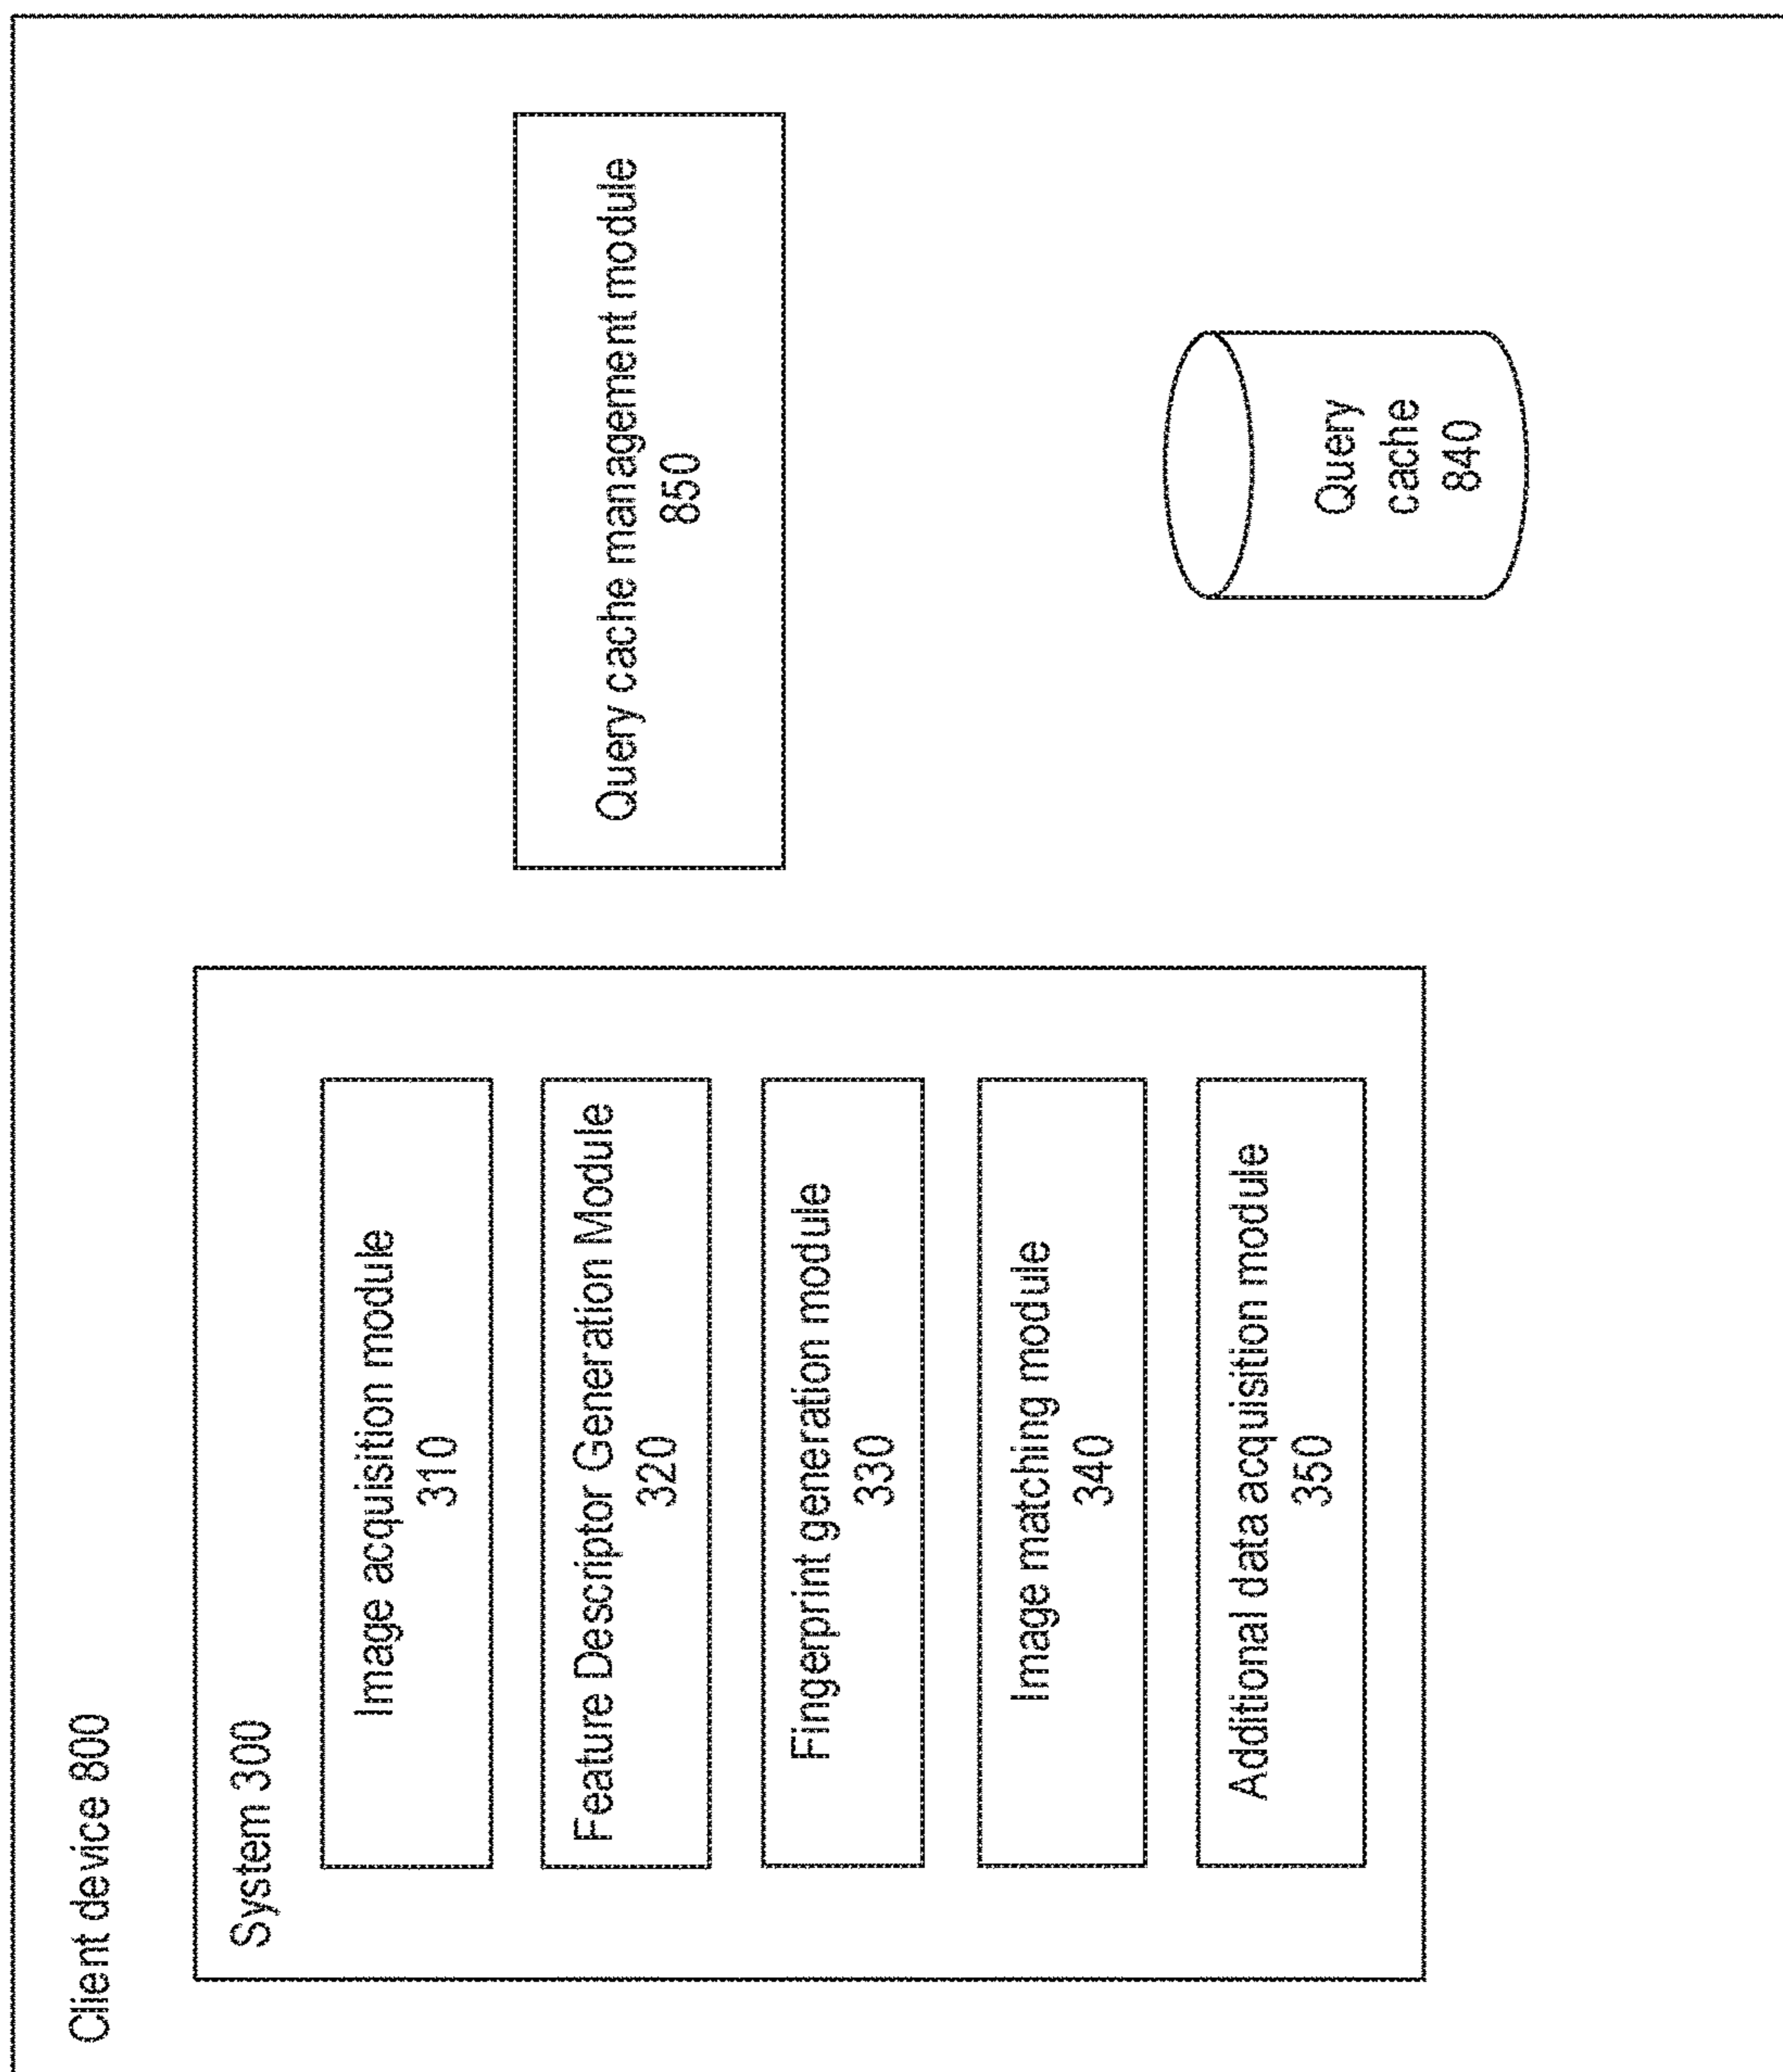 Client device 800
System 300
Image acquisition module
310
Feature Descriptor Generation Module
320
Fingerprint generation module
330
Image matching module
340
Additional data acquisition module
350
Query cache management module
850
Query
cache
840